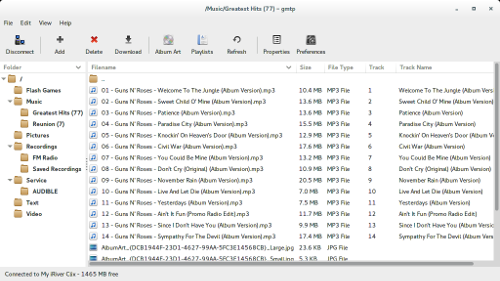 /Music/Greatest Hits (77) - gmtp
File Edit View Help
Disconnect Add Delete Download Album Art Playlists Refresh Properties Preferences
Folder Filename Size File Type Track Track Name
/ ..
Flash Games 01 - Guns N' Roses - Welcome To The Jungle (Album Version).mp3 10.4 MB MP3 File 1 Welcome To The Jungle (Album Version)
Music 02 - Guns N' Roses - Sweet Child O' Mine (Album Version).mp3 13.6 MB MP3 File 2 Sweet Child O' Mine (Album Version)
Greatest Hits (77) 03 - Guns N' Roses - Patience (Album Version).mp3 13.6 MB MP3 File 3 Patience (Album Version)
Reunion (7) 04 - Guns N' Roses - Paradise City (Album Version).mp3 15.5 MB MP3 File 4 Paradise City (Album Version)
Pictures 05 - Guns N' Roses - Knockin' On Heaven's Door (Album Version).mp3 12.9 MB MP3 File 5 Knockin' On Heaven's Door (Album Version)
Recordings 06 - Guns N' Roses - Civil War (Album Version).mp3 17.6 MB MP3 File 6 Civil War (Album Version)
FM Radio 07 - Guns N' Roses - You Could Be Mine (Album Version).mp3 13.2 MB MP3 File 7 You Could Be Mine (Album Version)
Saved Recordings 08 - Guns N' Roses - Don't Cry (Original) (Album Version).mp3 10.9 MB MP3 File 8 Don't Cry (Original) (Album Version)
Service 09 - Guns N' Roses - November Rain (Album Version).mp3 20.5 MB MP3 File 9 November Rain (Album Version)
AUDIBLE 10 - Guns N' Roses - Live And Let Die (Album Version).mp3 7.0 MB MP3 File 10 Live And Let Die (Album Version)
Text 11 - Guns N' Roses - Yesterdays (Album Version).mp3 7.5 MB MP3 File 11 Yesterdays (Album Version)
Video 12 - Guns N' Roses - Ain't It Fun (Promo Radio Edit).mp3 11.7 MB MP3 File 12 Ain't It Fun (Promo Radio Edit)
13 - Guns N' Roses - Since I Don't Have You (Album Version).mp3 9.9 MB MP3 File 13 Since I Don't Have You (Album Version)
14 - Guns N' Roses - Sympathy For The Devil (Album Version).mp3 17.4 MB MP3 File 14 Sympathy For The Devil (Album Version)
AlbumArt_{DCB1944F-23D1-4627-99AA-5FC3E14568CB}_Large.jpg 23.6 KB JPG File
AlbumArt_{DCB1944F-23D1-4627-99AA-5FC3E14568CB}_Small.jpg 5.3 KB JPG File
Connected to My iRiver Clix - 1465 MB free